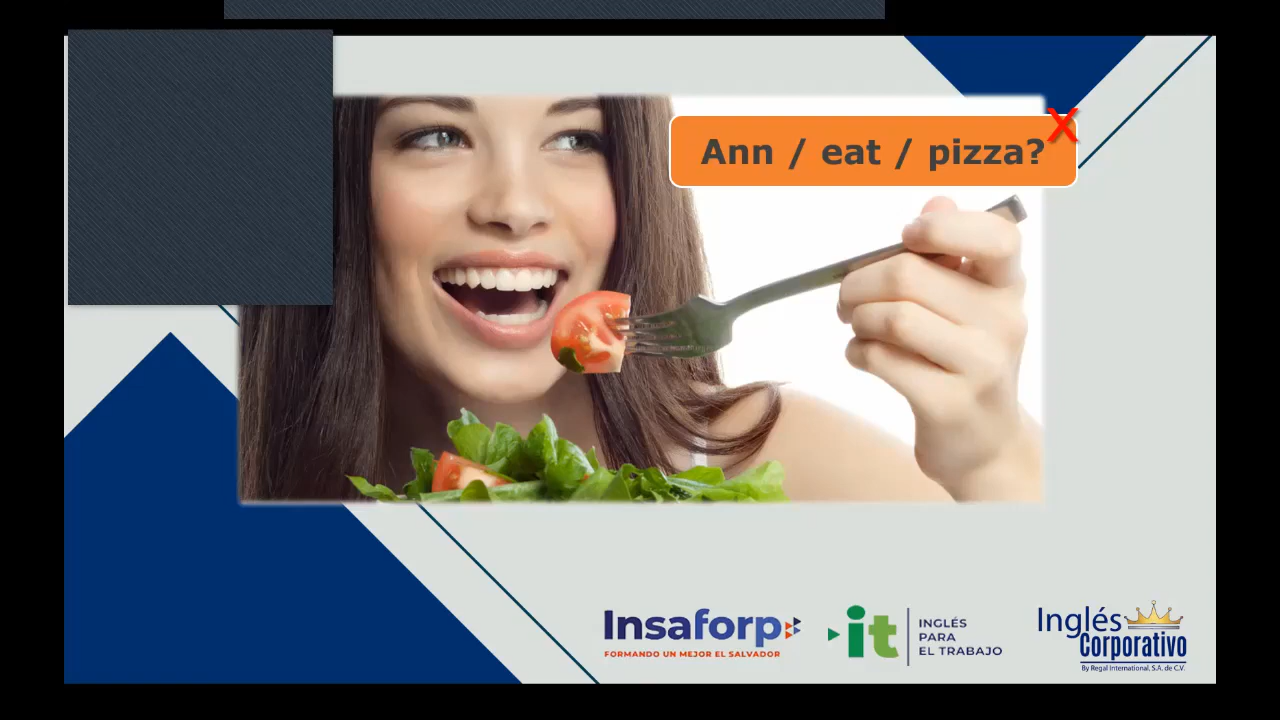 Ann / eat / pizza?
X
Insaforp
FORMANDO UN MEJOR EL SALVADOR
it
INGLÉS
PARA
EL TRABAJO
Inglés
Corporativo
By Regal International, S.A. de C.V.